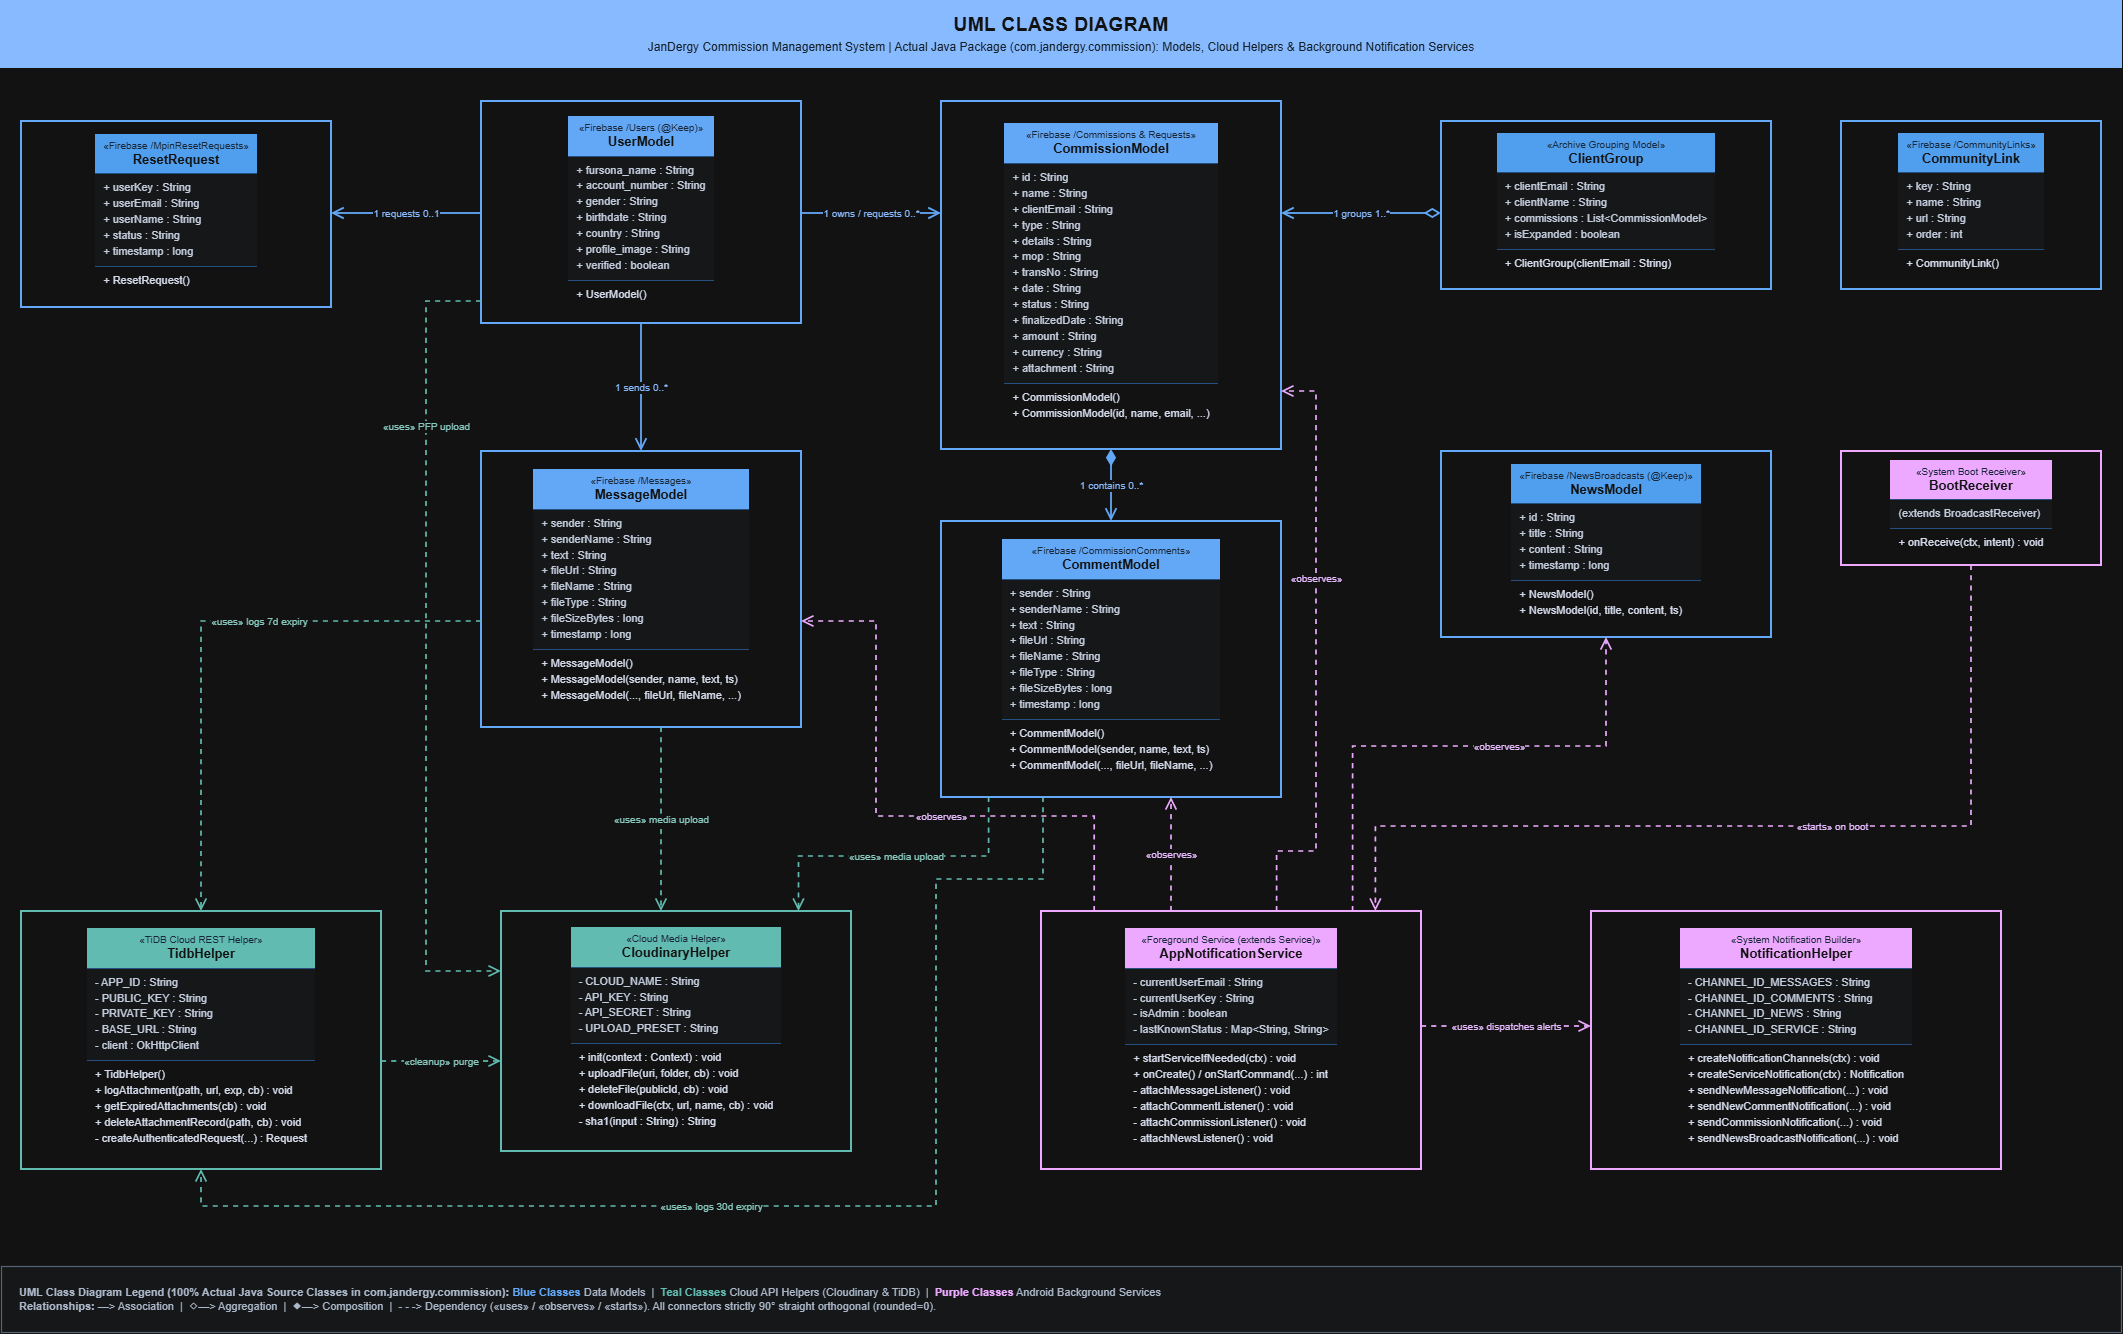 UML CLASS DIAGRAM
JanDergy Commission Management System | Actual Java Package (com.jandergy.commission): Models, Cloud Helpers & Background Notification Services
«Firebase /MpinResetRequests»
ResetRequest
+ userKey : String
+ userEmail : String
+ userName : String
+ status : String
+ timestamp : long
+ ResetRequest()
1 requests 0..1
«Firebase /Users (@Keep)»
UserModel
+ fursona_name : String
+ account_number : String
+ gender : String
+ birthdate : String
+ country : String
+ profile_image : String
+ verified : boolean
+ UserModel()
1 owns / requests 0..*
«Firebase /Commissions & Requests»
CommissionModel
+ id : String
+ name : String
+ clientEmail : String
+ type : String
+ details : String
+ mop : String
+ transNo : String
+ date : String
+ status : String
+ finalizedDate : String
+ amount : String
+ currency : String
+ attachment : String
+ CommissionModel()
+ CommissionModel(id, name, email, ...)
1 groups 1..*
«Archive Grouping Model»
ClientGroup
+ clientEmail : String
+ clientName : String
+ commissions : List<CommissionModel>
+ isExpanded : boolean
+ ClientGroup(clientEmail : String)
«Firebase /CommunityLinks»
CommunityLink
+ key : String
+ name : String
+ url : String
+ order : int
+ CommunityLink()
1 sends 0..*
«uses» PFP upload
«Firebase /Messages»
MessageModel
+ sender : String
+ senderName : String
+ text : String
+ fileUrl : String
+ fileName : String
+ fileType : String
+ fileSizeBytes : long
+ timestamp : long
+ MessageModel()
+ MessageModel(sender, name, text, ts)
+ MessageModel(..., fileUrl, fileName, ...)
1 contains 0..*
«Firebase /CommissionComments»
CommentModel
+ sender : String
+ senderName : String
+ text : String
+ fileUrl : String
+ fileName : String
+ fileType : String
+ fileSizeBytes : long
+ timestamp : long
+ CommentModel()
+ CommentModel(sender, name, text, ts)
+ CommentModel(..., fileUrl, fileName, ...)
«observes»
«Firebase /NewsBroadcasts (@Keep)»
NewsModel
+ id : String
+ title : String
+ content : String
+ timestamp : long
+ NewsModel()
+ NewsModel(id, title, content, ts)
«System Boot Receiver»
BootReceiver
(extends BroadcastReceiver)
+ onReceive(ctx, intent) : void
«uses» logs 7d expiry
«observes»
«uses» media upload
«observes»
«starts» on boot
«uses» media upload
«observes»
«TiDB Cloud REST Helper»
TidbHelper
- APP_ID : String
- PUBLIC_KEY : String
- PRIVATE_KEY : String
- BASE_URL : String
- client : OkHttpClient
+ TidbHelper()
+ logAttachment(path, url, exp, cb) : void
+ getExpiredAttachments(cb) : void
+ deleteAttachmentRecord(path, cb) : void
- createAuthenticatedRequest(...) : Request
«cleanup» purge
«Cloud Media Helper»
CloudinaryHelper
- CLOUD_NAME : String
- API_KEY : String
- API_SECRET : String
- UPLOAD_PRESET : String
+ init(context : Context) : void
+ uploadFile(uri, folder, cb) : void
+ deleteFile(publicId, cb) : void
+ downloadFile(ctx, url, name, cb) : void
- sha1(input : String) : String
«Foreground Service (extends Service)»
AppNotificationService
- currentUserEmail : String
- currentUserKey : String
- isAdmin : boolean
- lastKnownStatus : Map<String, String>
+ startServiceIfNeeded(ctx) : void
+ onCreate() / onStartCommand(...) : int
- attachMessageListener() : void
- attachCommentListener() : void
- attachCommissionListener() : void
- attachNewsListener() : void
«uses» dispatches alerts
«System Notification Builder»
NotificationHelper
- CHANNEL_ID_MESSAGES : String
- CHANNEL_ID_COMMENTS : String
- CHANNEL_ID_NEWS : String
- CHANNEL_ID_SERVICE : String
+ createNotificationChannels(ctx) : void
+ createServiceNotification(ctx) : Notification
+ sendNewMessageNotification(...) : void
+ sendNewCommentNotification(...) : void
+ sendCommissionNotification(...) : void
+ sendNewsBroadcastNotification(...) : void
«uses» logs 30d expiry
UML Class Diagram Legend (100% Actual Java Source Classes in com.jandergy.commission): Blue Classes Data Models | Teal Classes Cloud API Helpers (Cloudinary & TiDB) | Purple Classes Android Background Services
Relationships: —> Association | ◇—> Aggregation | ◆—> Composition | - - -> Dependency («uses» / «observes» / «starts»). All connectors strictly 90° straight orthogonal (rounded=0).